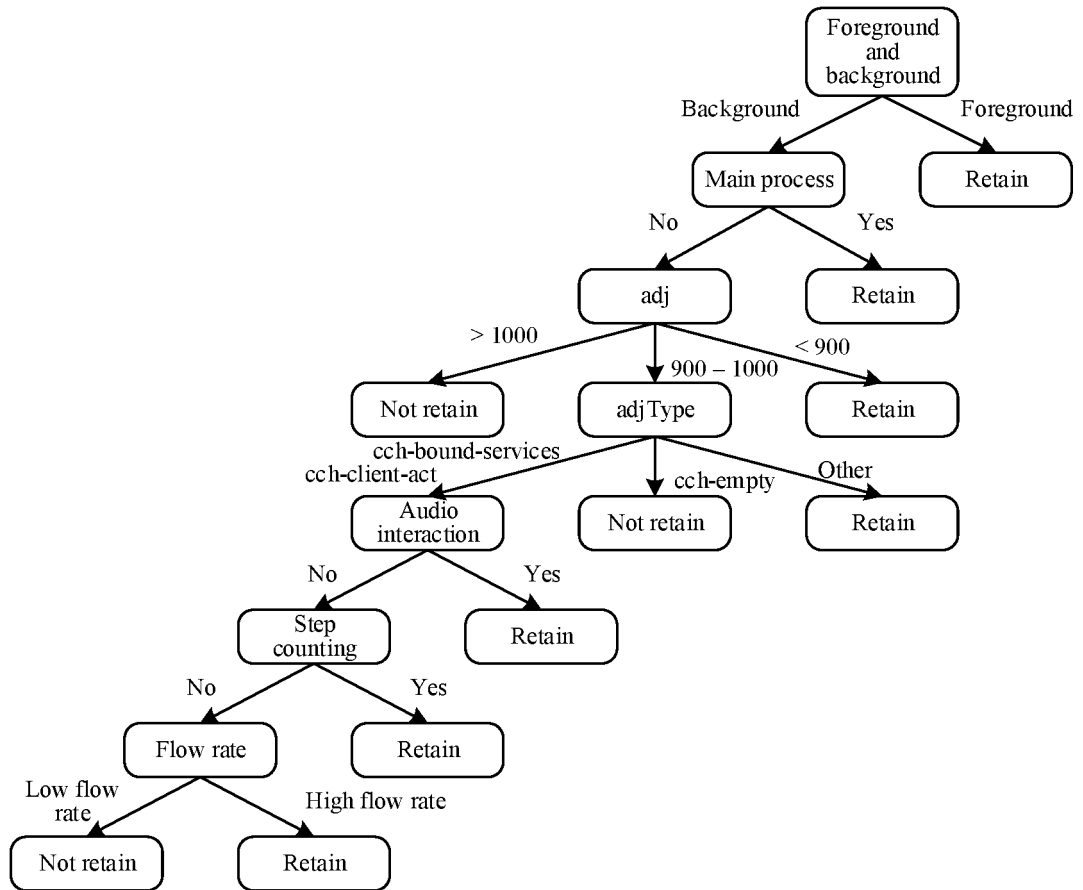 Foreground
and
background
Background
Foreground
Main process
Retain
No
Yes
adj
Retain
> 1000
900 – 1000
< 900
Not retain
adjType
Retain
cch-bound-services
cch-client-act
cch-empty
Other
Audio
interaction
Not retain
Retain
No
Yes
Step
counting
Retain
No
Yes
Flow rate
Retain
Low flow
rate
High flow rate
Not retain
Retain